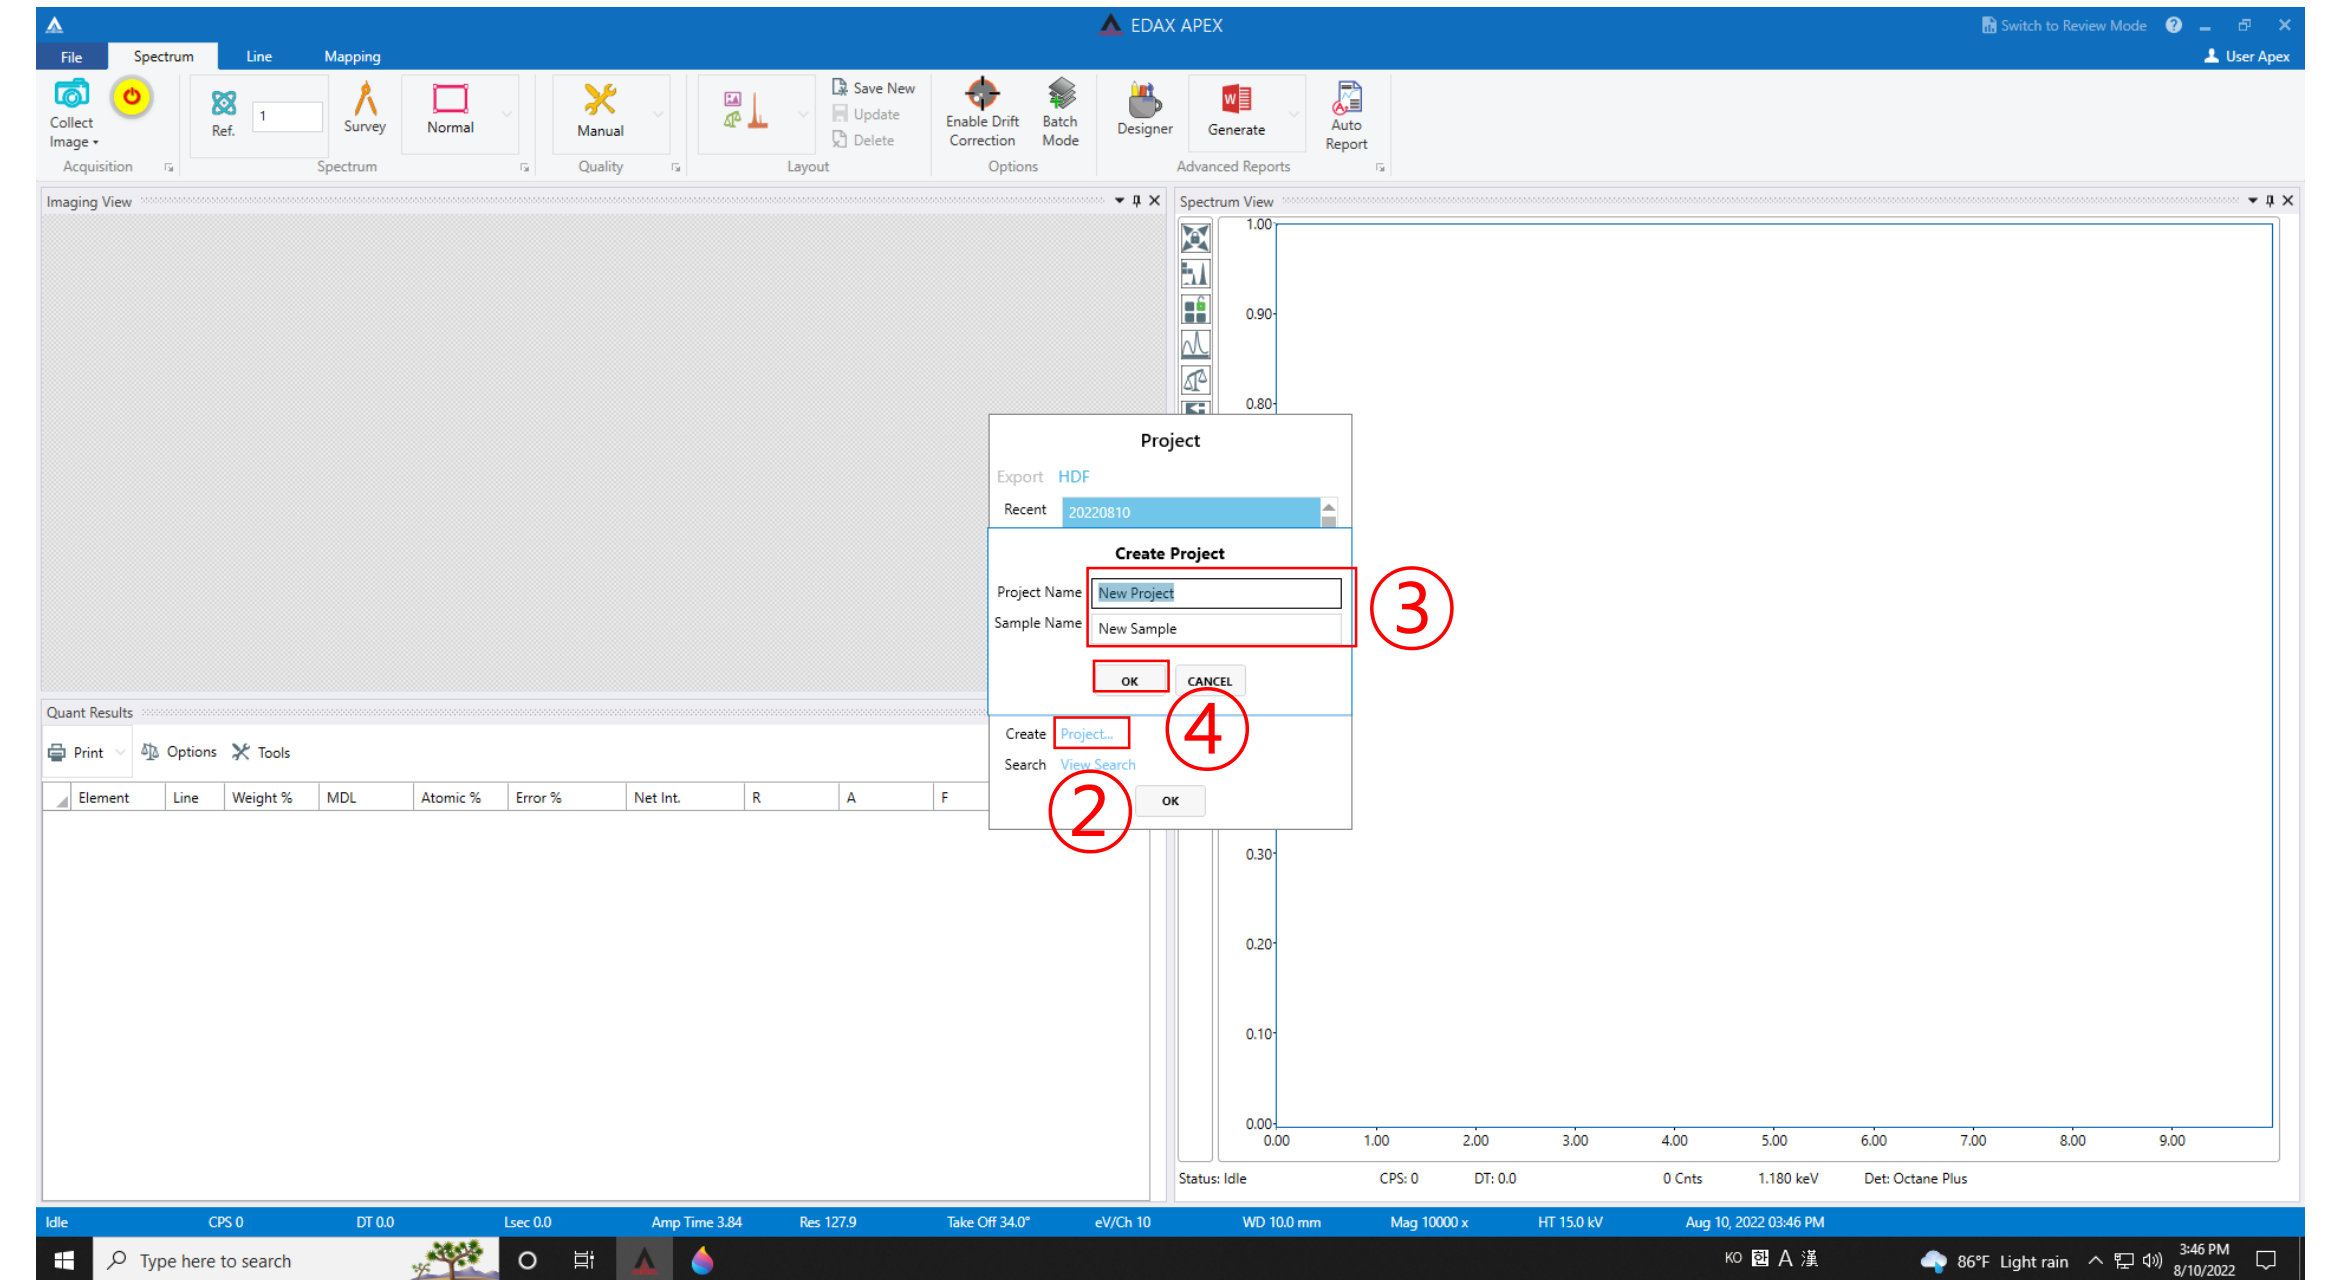 EDAX APEX
Switch to Review Mode
File Spectrum Line Mapping
User Apex
Collect Image
Ref. 1
Survey
Normal
Manual
Save New
Update
Delete
Enable Drift Correction
Batch Mode
Designer
W
Generate
Auto Report
Acquisition Spectrum Quality Layout Options Advanced Reports
Imaging View
Spectrum View
1.00
0.90
0.80
Project
Export HDF
Recent 20220810
Create Project
Project Name New Project
Sample Name New Sample
③
OK CANCEL
④
Create Project...
Search View Search
②
OK
Quant Results
Print Options Tools
Element Line Weight % MDL Atomic % Error % Net Int. R A F
0.30
0.20
0.10
0.00
0.00 1.00 2.00 3.00 4.00 5.00 6.00 7.00 8.00 9.00
Status: Idle CPS: 0 DT: 0.0 0 Cnts 1.180 keV Det: Octane Plus
Idle CPS 0 DT 0.0 Lsec 0.0 Amp Time 3.84 Res 127.9 Take Off 34.0° eV/Ch 10 WD 10.0 mm Mag 10000 x HT 15.0 kV Aug 10, 2022 03:46 PM
Type here to search
KO 한 A 漢
86°F Light rain
3:46 PM
8/10/2022